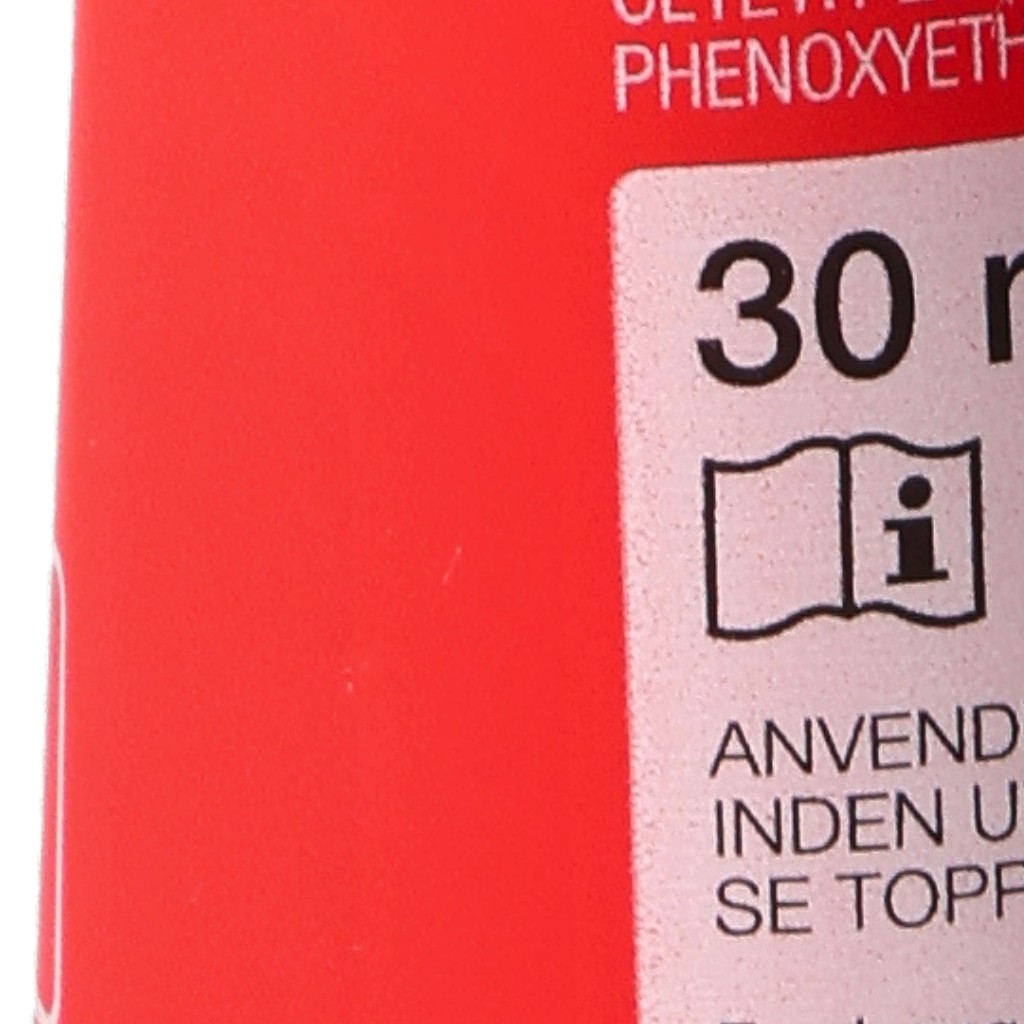 PHENOXYETH
30
ANVEND
INDEN U
SE TOPP